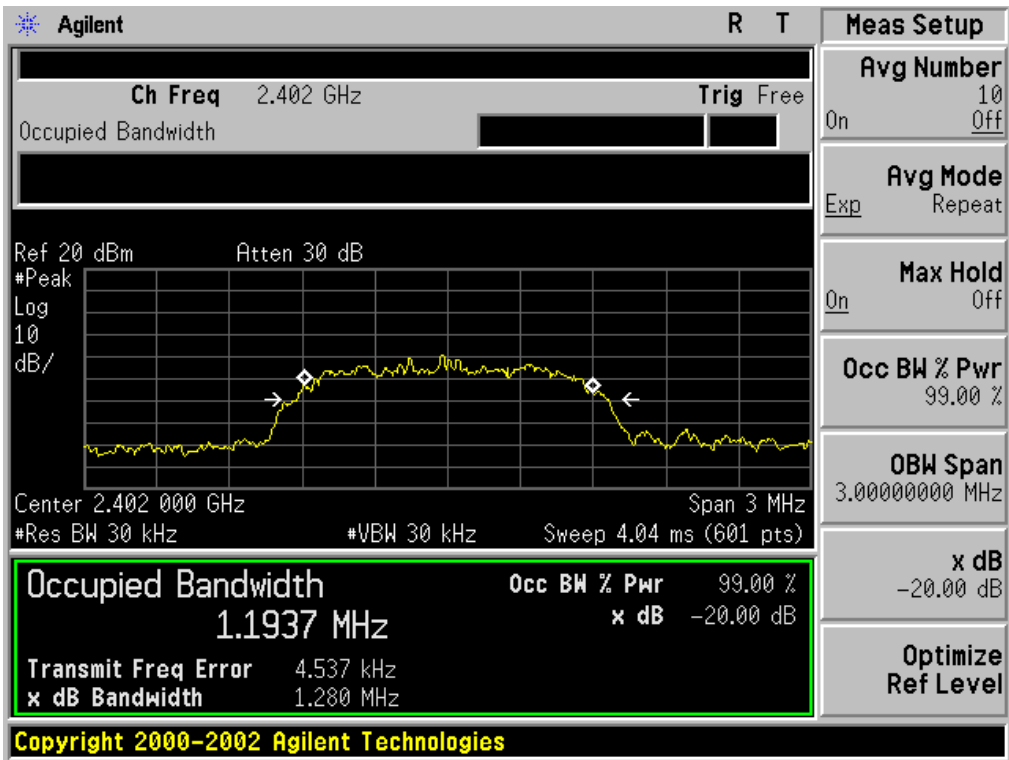 Agilent R T Meas Setup
Ch Freq 2.402 GHz Trig Free
Occupied Bandwidth
Ref 20 dBm Atten 30 dB
#Peak
Log
10
dB/
Center 2.402 000 GHz Span 3 MHz
#Res BW 30 kHz #VBW 30 kHz Sweep 4.04 ms (601 pts)
Occupied Bandwidth Occ BW % Pwr 99.00 %
1.1937 MHz x dB -20.00 dB
Transmit Freq Error 4.537 kHz
x dB Bandwidth 1.280 MHz
Copyright 2000-2002 Agilent Technologies
Avg Number
10
On Off
Avg Mode
Exp Repeat
Max Hold
On Off
Occ BW % Pwr
99.00 %
OBW Span
3.00000000 MHz
x dB
-20.00 dB
Optimize
Ref Level